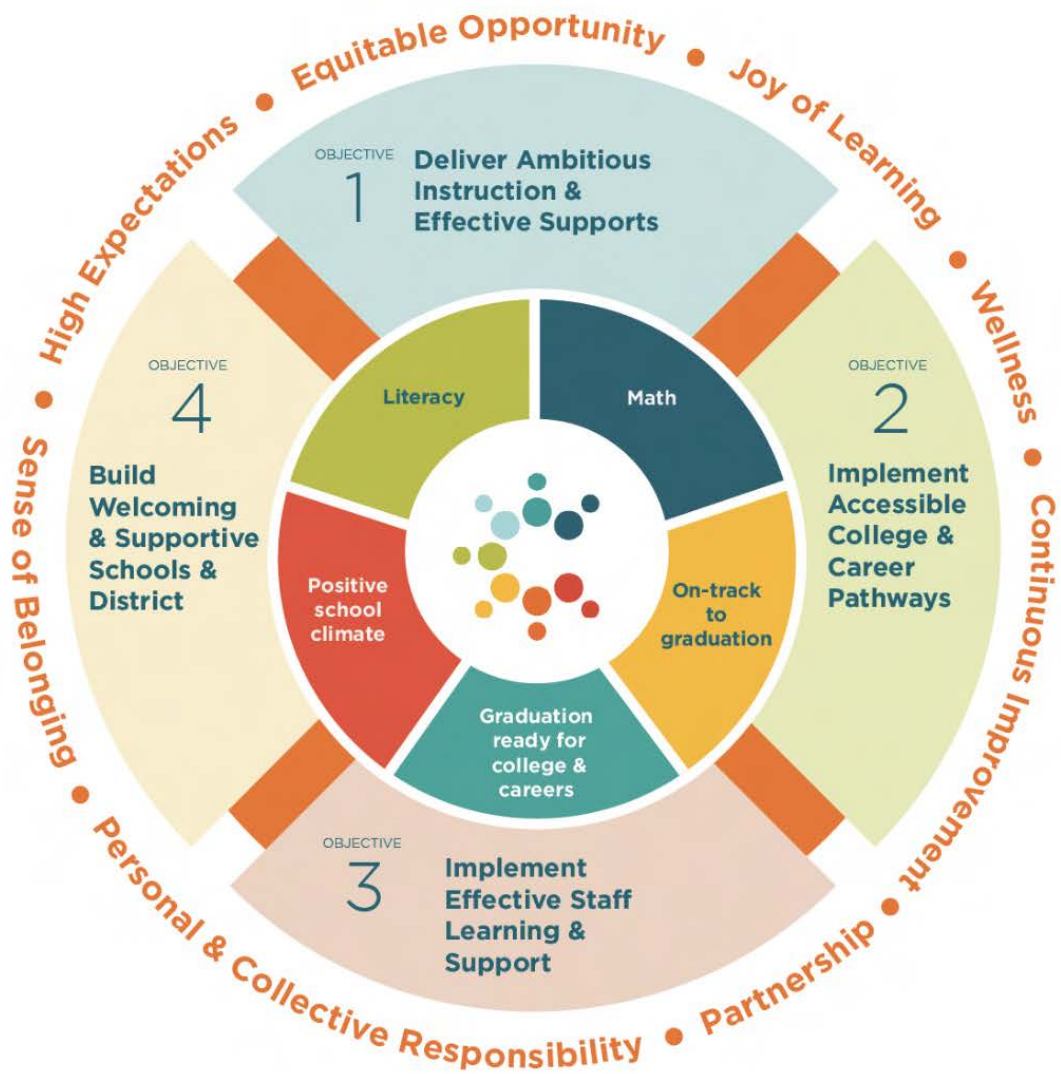 Equitable Opportunity • Joy of Learning • Wellness • Continuous Improvement • Partnership • Personal & Collective Responsibility • Sense of Belonging • High Expectations •
OBJECTIVE
1
Deliver Ambitious
Instruction &
Effective Supports
OBJECTIVE
2
Implement
Accessible
College &
Career
Pathways
OBJECTIVE
3
Implement
Effective Staff
Learning &
Support
OBJECTIVE
4
Build
Welcoming
& Supportive
Schools &
District
Literacy
Math
On-track
to
graduation
Graduation
ready for
college &
careers
Positive
school
climate